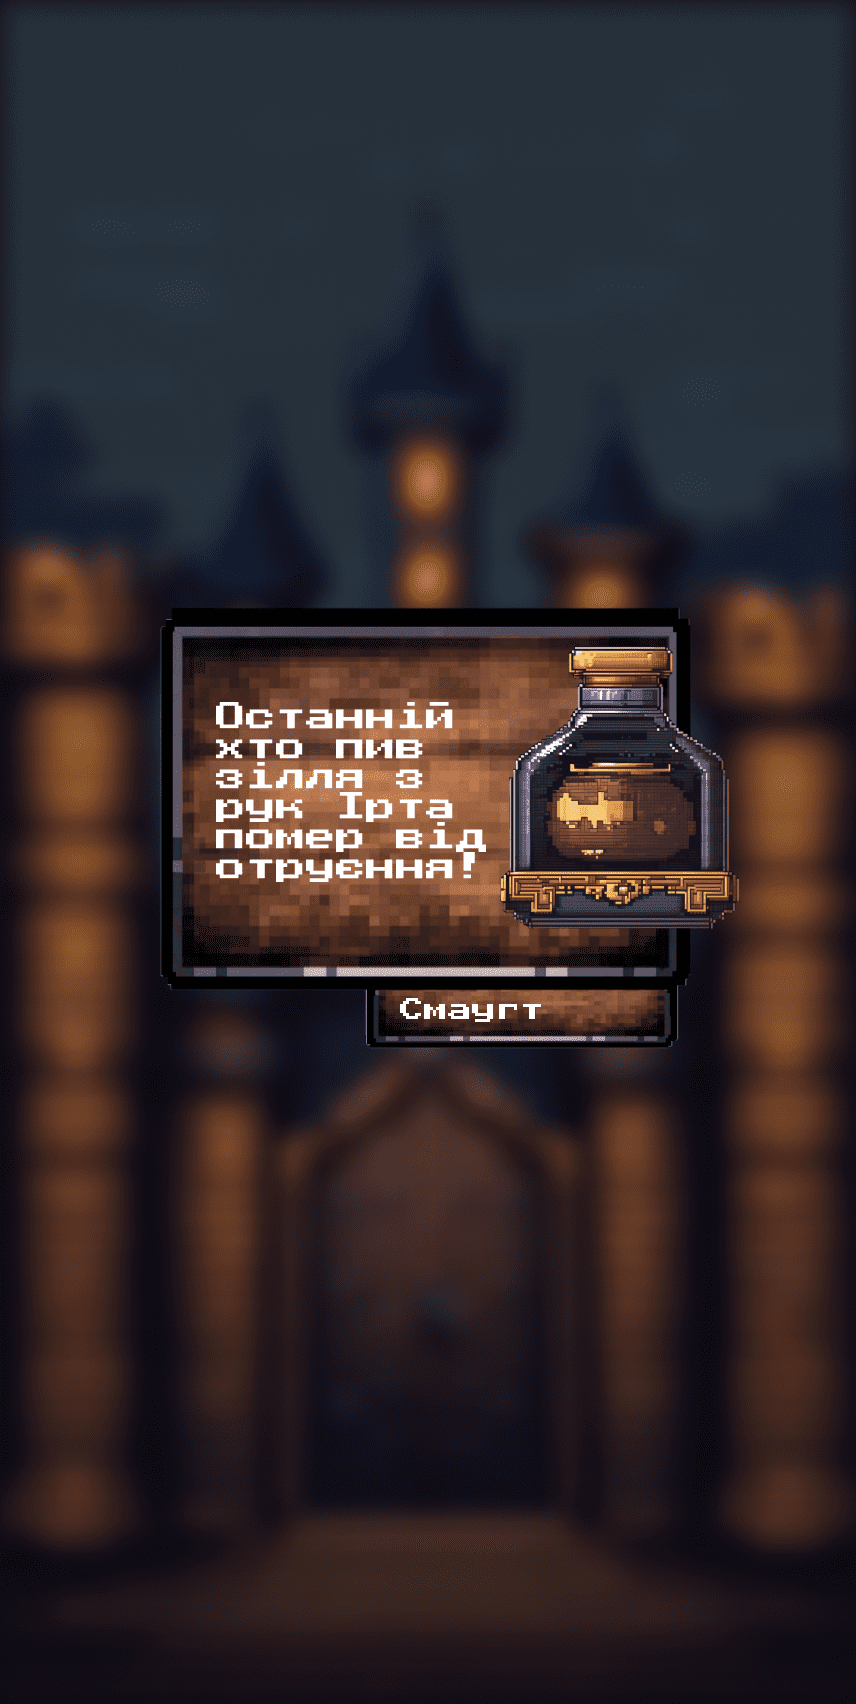 Останній
хто пив
зілля з
рук Ірта
помер від
отруєння!
Смаугт